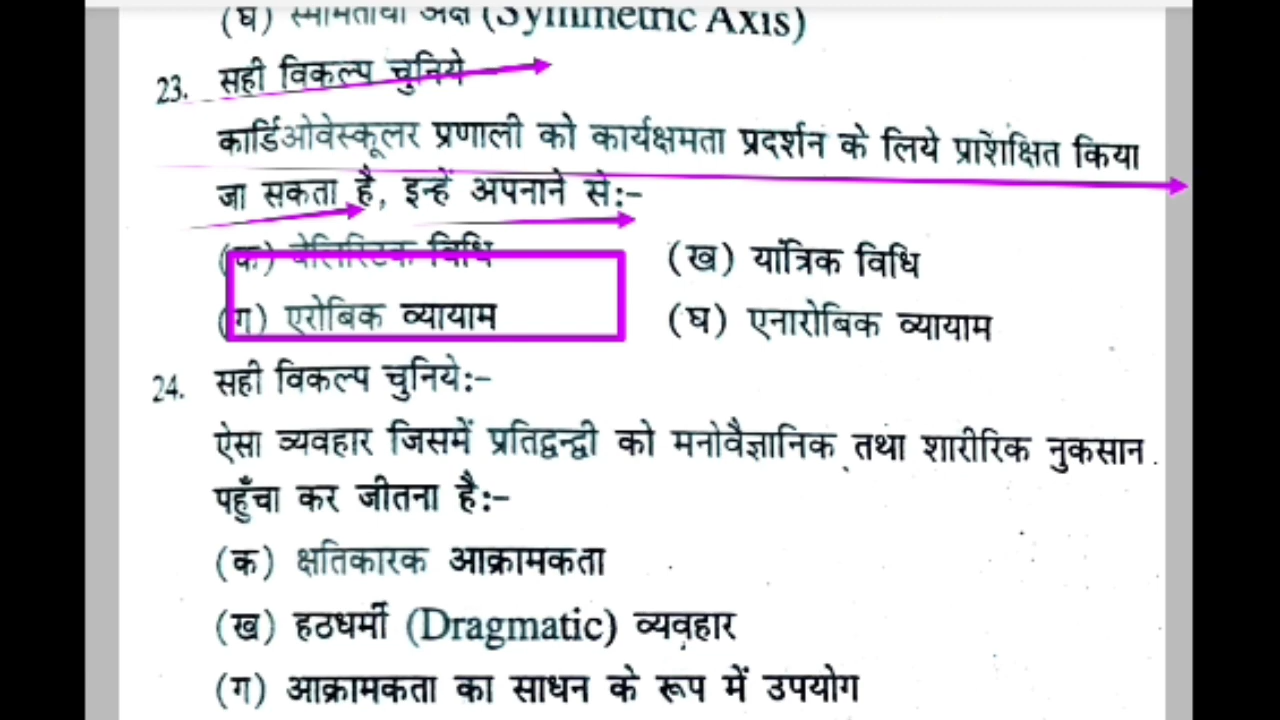 (घ) अक्ष (Symmetric Axis)
23. सही विकल्प चुनिये
कार्डिओवेस्कूलर प्रणाली को कार्यक्षमता प्रदर्शन के लिये प्राशिक्षित किया
जा सकता है, इन्हें अपनाने से:-
(क) बेलिस्टिक विधि (ख) यांत्रिक विधि
(ग) एरोबिक व्यायाम (घ) एनारोबिक व्यायाम
24. सही विकल्प चुनिये:-
ऐसा व्यवहार जिसमें प्रतिद्वन्द्वी को मनोवैज्ञानिक तथा शारीरिक नुकसान
पहुँचा कर जीतना है:-
(क) क्षतिकारक आक्रामकता
(ख) हठधर्मी (Dragmatic) व्यवहार
(ग) आक्रामकता का साधन के रूप में उपयोग